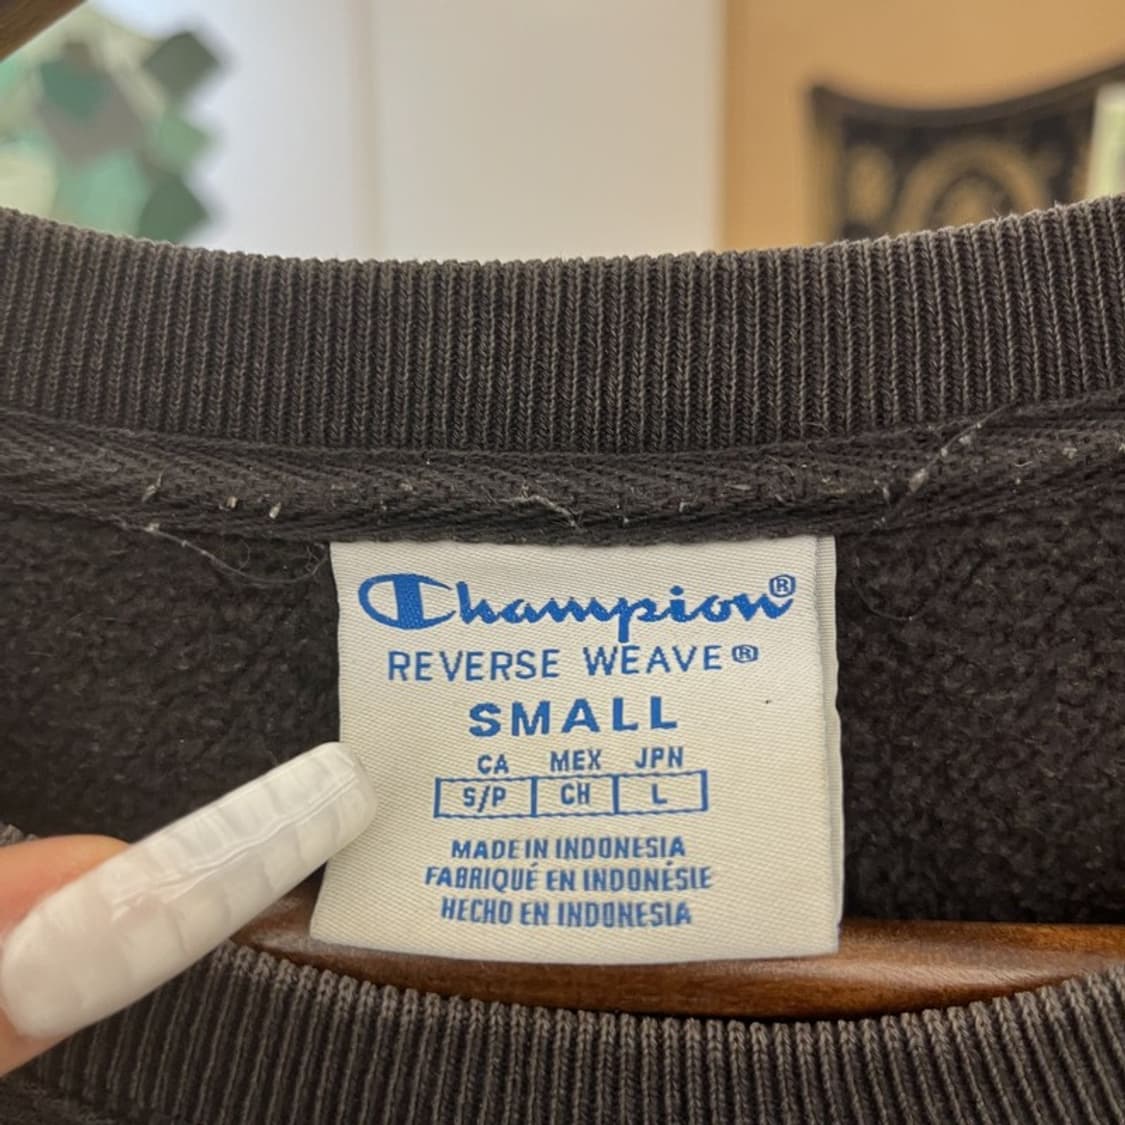 Champion®
REVERSE WEAVE®
SMALL
CA MEX JPN
S/P CH L
MADE IN INDONESIA
FABRIQUÉ EN INDONÉSIE
HECHO EN INDONESIA